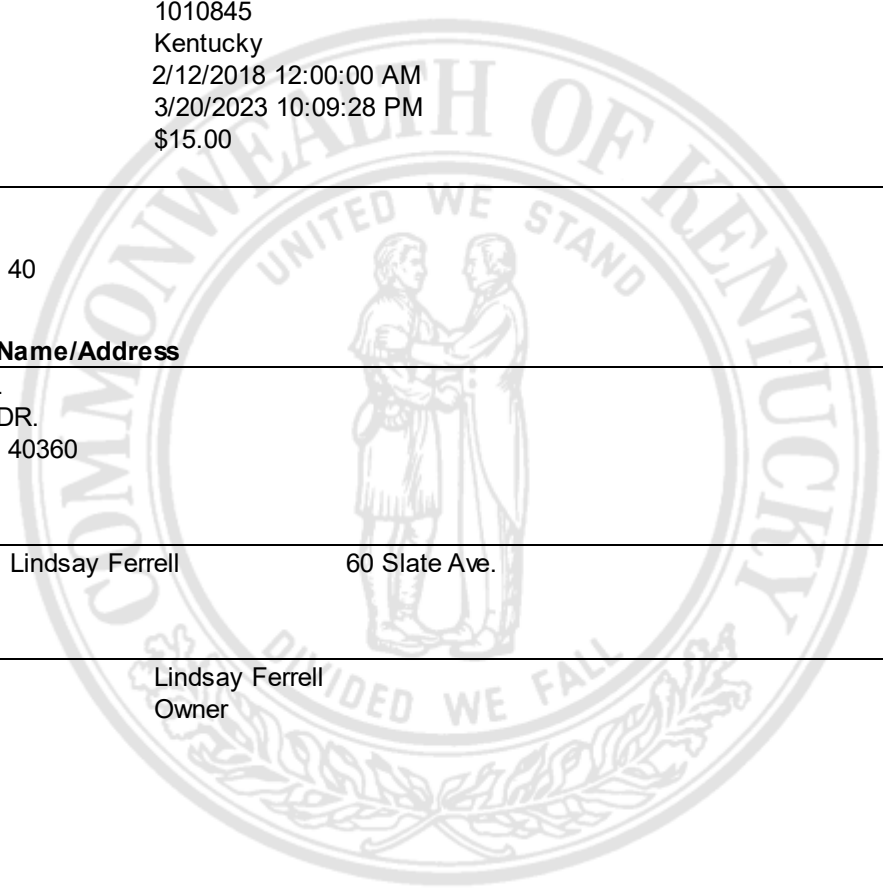 1010845
Kentucky
2/12/2018 12:00:00 AM
3/20/2023 10:09:28 PM
$15.00
COMMONWEALTH OF KENTUCKY
UNITED WE STAND
40
Name/Address
.
DR.
40360
Lindsay Ferrell 60 Slate Ave.
DIVIDED WE FALL
Lindsay Ferrell
Owner